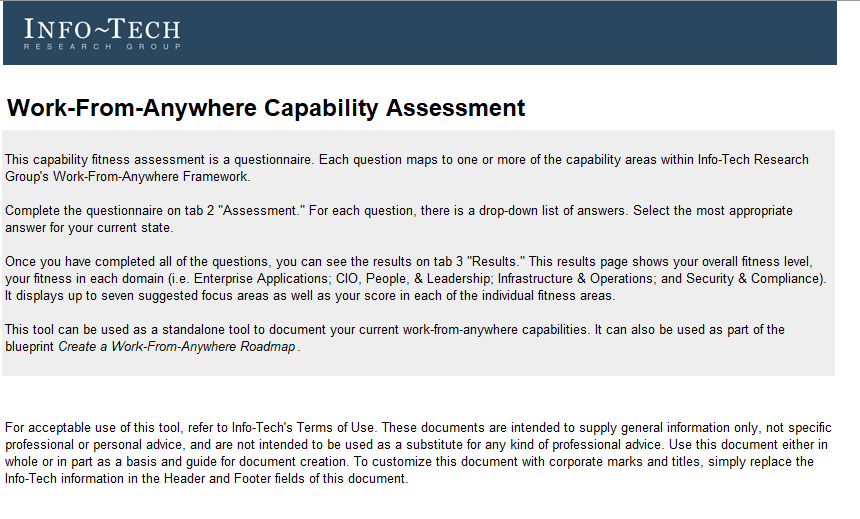 INFO~TECH
RESEARCH GROUP
Work-From-Anywhere Capability Assessment
This capability fitness assessment is a questionnaire. Each question maps to one or more of the capability areas within Info-Tech Research
Group's Work-From-Anywhere Framework.
Complete the questionnaire on tab 2 "Assessment." For each question, there is a drop-down list of answers. Select the most appropriate
answer for your current state.
Once you have completed all of the questions, you can see the results on tab 3 "Results." This results page shows your overall fitness level,
your fitness in each domain (i.e. Enterprise Applications; CIO, People, & Leadership; Infrastructure & Operations; and Security & Compliance).
It displays up to seven suggested focus areas as well as your score in each of the individual fitness areas.
This tool can be used as a standalone tool to document your current work-from-anywhere capabilities. It can also be used as part of the
blueprint Create a Work-From-Anywhere Roadmap.
For acceptable use of this tool, refer to Info-Tech's Terms of Use. These documents are intended to supply general information only, not specific
professional or personal advice, and are not intended to be used as a substitute for any kind of professional advice. Use this document either in
whole or in part as a basis and guide for document creation. To customize this document with corporate marks and titles, simply replace the
Info-Tech information in the Header and Footer fields of this document.